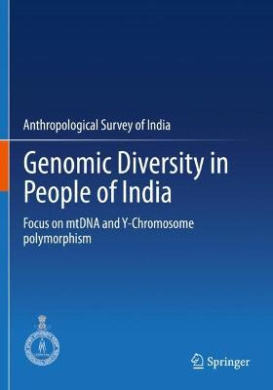 Anthropological Survey of India
Genomic Diversity in
People of India
Focus on mtDNA and Y-Chromosome
polymorphism
Springer